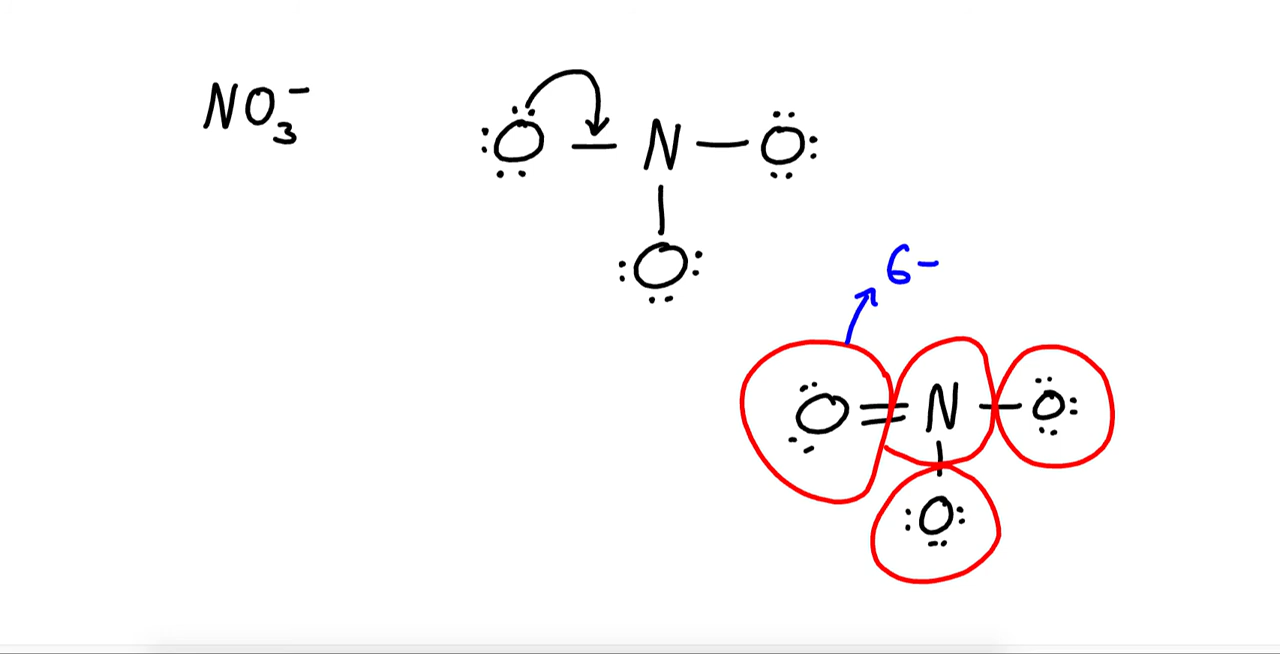 NO₃⁻
:Ö — N — Ö:
|
:O:
6-
Ö = N - Ö:
|
:O: